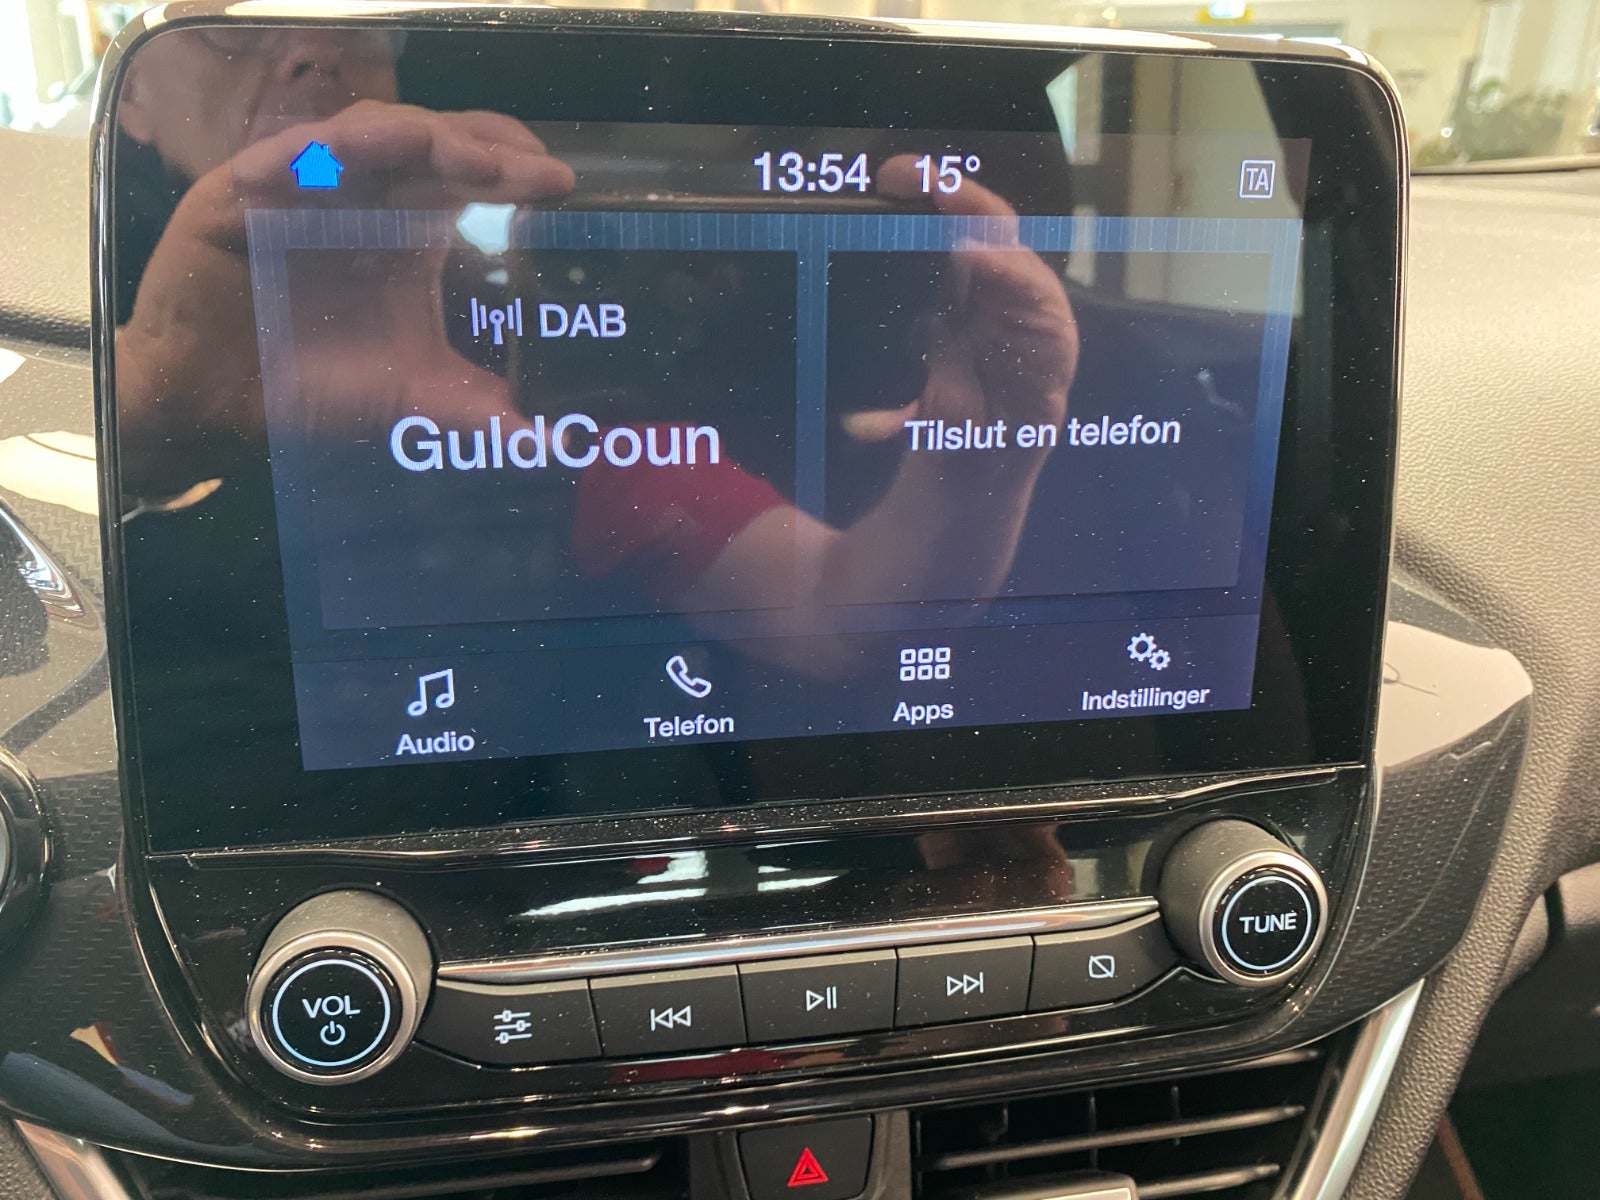 13:54 15° TA
DAB
GuldCoun
Tilslut en telefon
Audio Telefon Apps Indstillinger
VOL TUNE